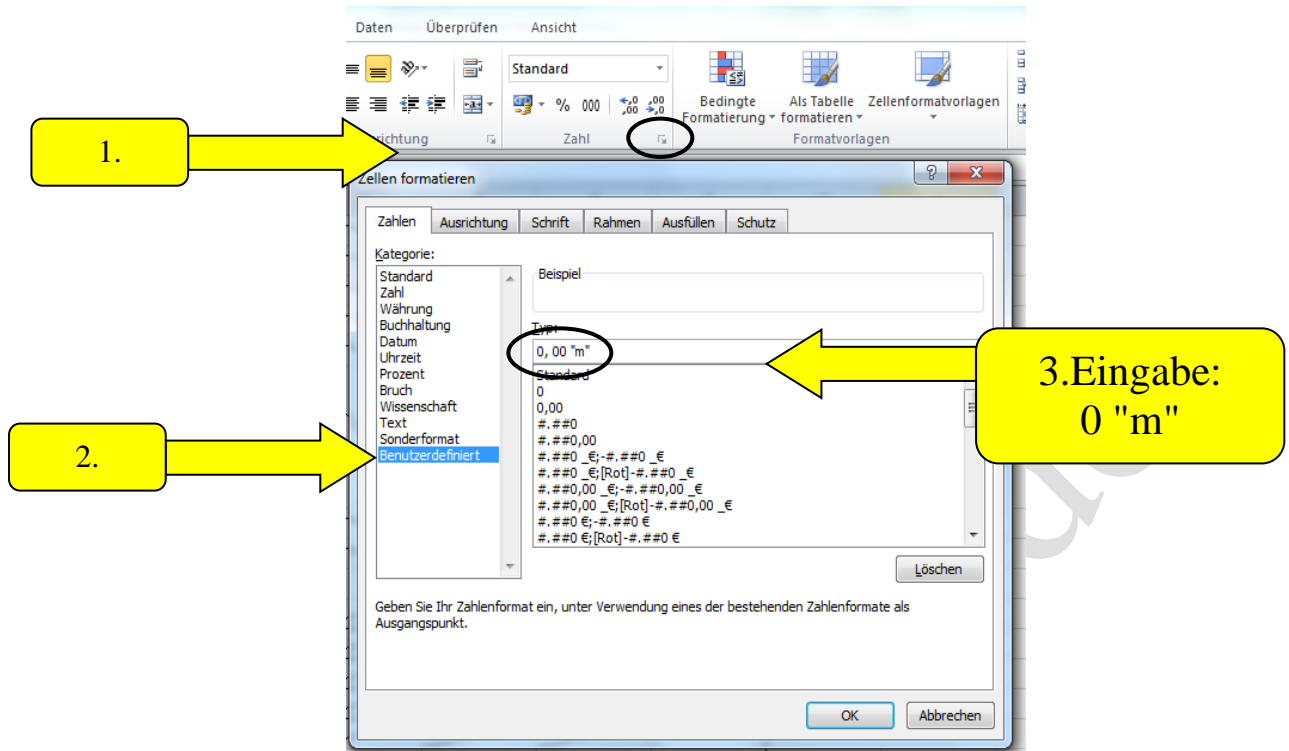 Daten Überprüfen Ansicht
Standard
% 000
Bedingte Formatierung
Als Tabelle formatieren
Zellenformatvorlagen
richtung
Zahl
Formatvorlagen
1.
Zellen formatieren
Zahlen Ausrichtung Schrift Rahmen Ausfüllen Schutz
Kategorie:
Standard
Zahl
Währung
Buchhaltung
Datum
Uhrzeit
Prozent
Bruch
Wissenschaft
Text
Sonderformat
Benutzerdefiniert
2.
Beispiel
Typ:
0, 00 "m"
Standard
0
0,00
#.##0
#.##0,00
#.##0 _€;-#.##0 _€
#.##0 _€;[Rot]-#.##0 _€
#.##0,00 _€;-#.##0,00 _€
#.##0,00 _€;[Rot]-#.##0,00 _€
#.##0 €;-#.##0 €
#.##0 €;[Rot]-#.##0 €
3.Eingabe:
0 "m"
Löschen
Geben Sie Ihr Zahlenformat ein, unter Verwendung eines der bestehenden Zahlenformate als
Ausgangspunkt.
OK Abbrechen